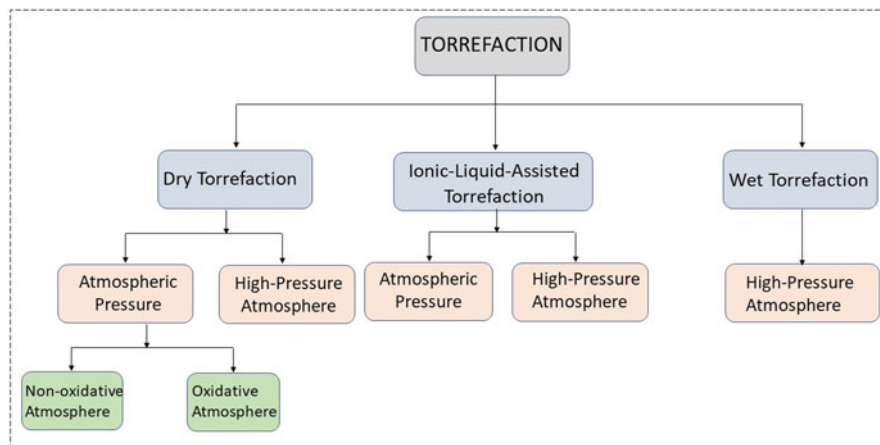 TORREFACTION
Dry Torrefaction
Ionic-Liquid-Assisted
Torrefaction
Wet Torrefaction
Atmospheric
Pressure
High-Pressure
Atmosphere
Atmospheric
Pressure
High-Pressure
Atmosphere
High-Pressure
Atmosphere
Non-oxidative
Atmosphere
Oxidative
Atmosphere